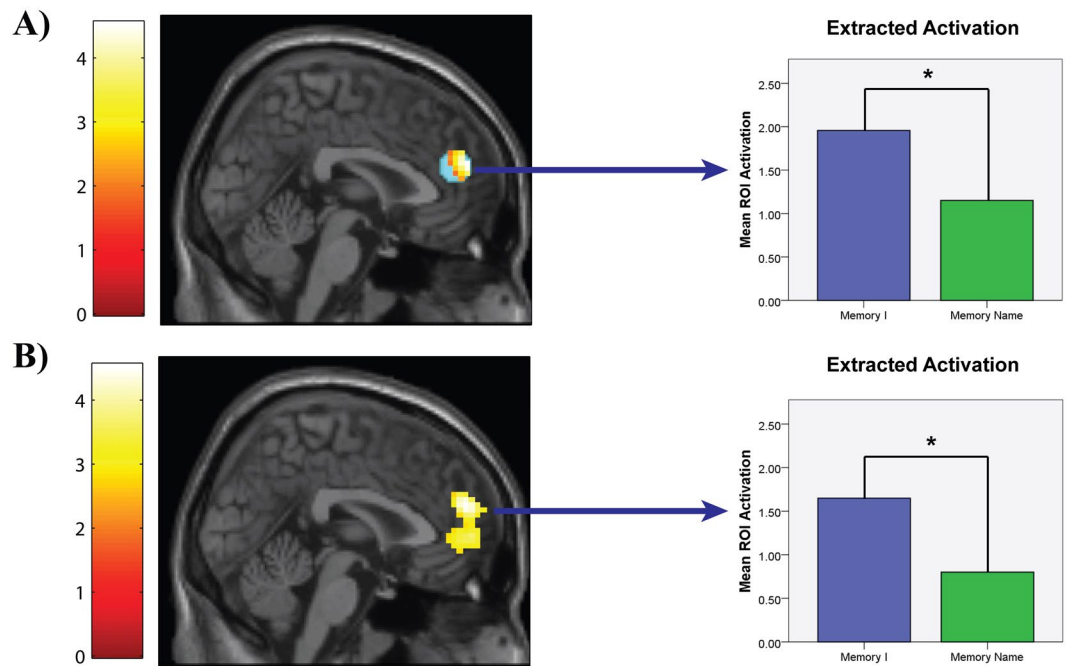 A)
4
3
2
1
0
Extracted Activation
Mean ROI Activation
2.50
2.00
1.50
1.00
0.50
0.00
*
Memory I
Memory Name
B)
4
3
2
1
0
Extracted Activation
Mean ROI Activation
2.50
2.00
1.50
1.00
0.50
0.00
*
Memory I
Memory Name